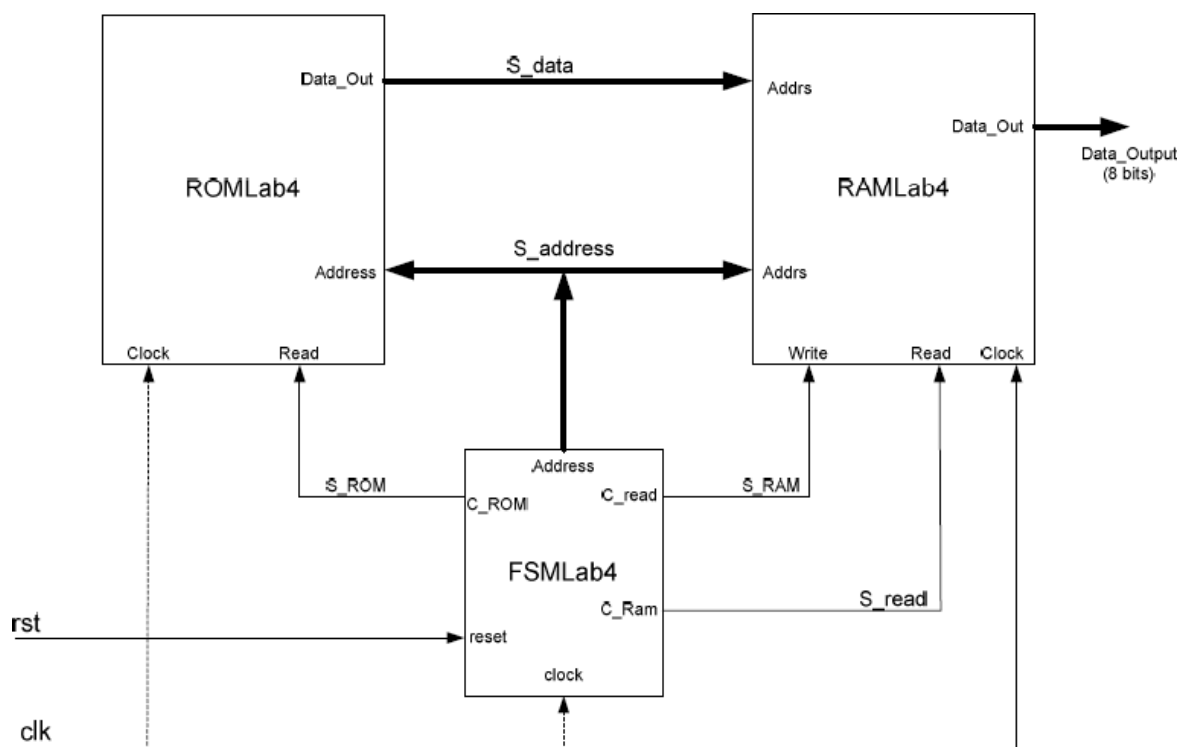 S_data
Data_Out
Addrs
Data_Out
Data_Output
(8 bits)
ROMLab4
RAMLab4
S_address
Address
Addrs
Clock
Read
Write
Read
Clock
Address
S_ROM
C_ROM
C_read
S_RAM
FSMLab4
C_Ram
S_read
rst
reset
clock
clk